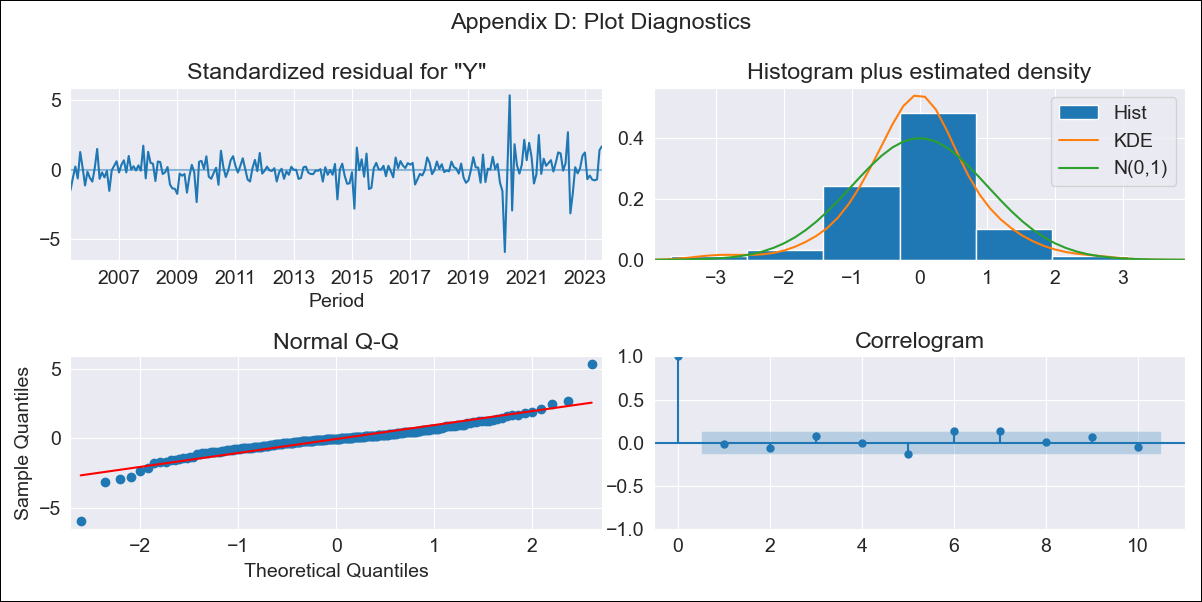 Appendix D: Plot Diagnostics
Standardized residual for "Y"
5
0
−5
2007 2009 2011 2013 2015 2017 2019 2021 2023
Period
Histogram plus estimated density
0.4
0.2
0.0
−3 −2 −1 0 1 2 3
Hist
KDE
N(0,1)
Normal Q-Q
Sample Quantiles
5
0
−5
−2 −1 0 1 2
Theoretical Quantiles
Correlogram
1.0
0.5
0.0
−0.5
−1.0
0 2 4 6 8 10